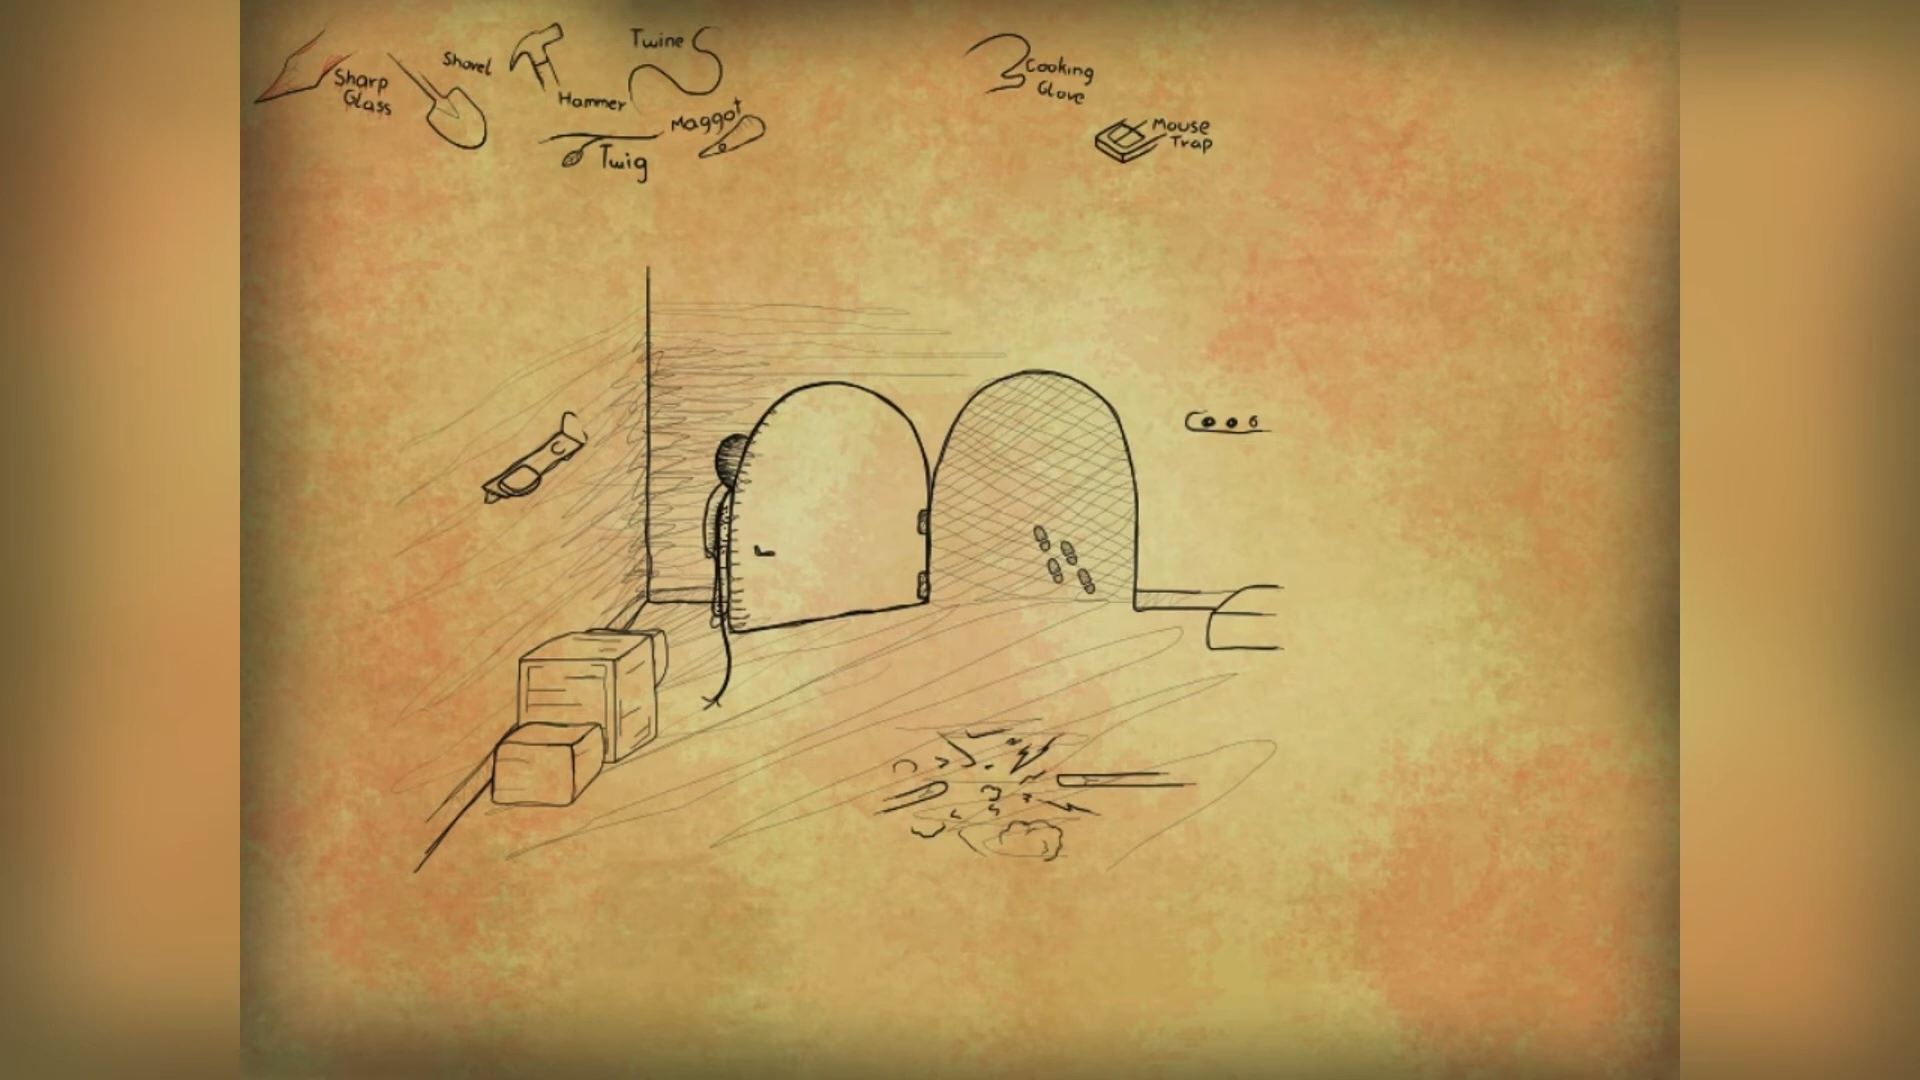 Sharp
Glass
Shovel
Hammer
Twine
Twig
Maggot
Cooking
Glove
Mouse
Trap